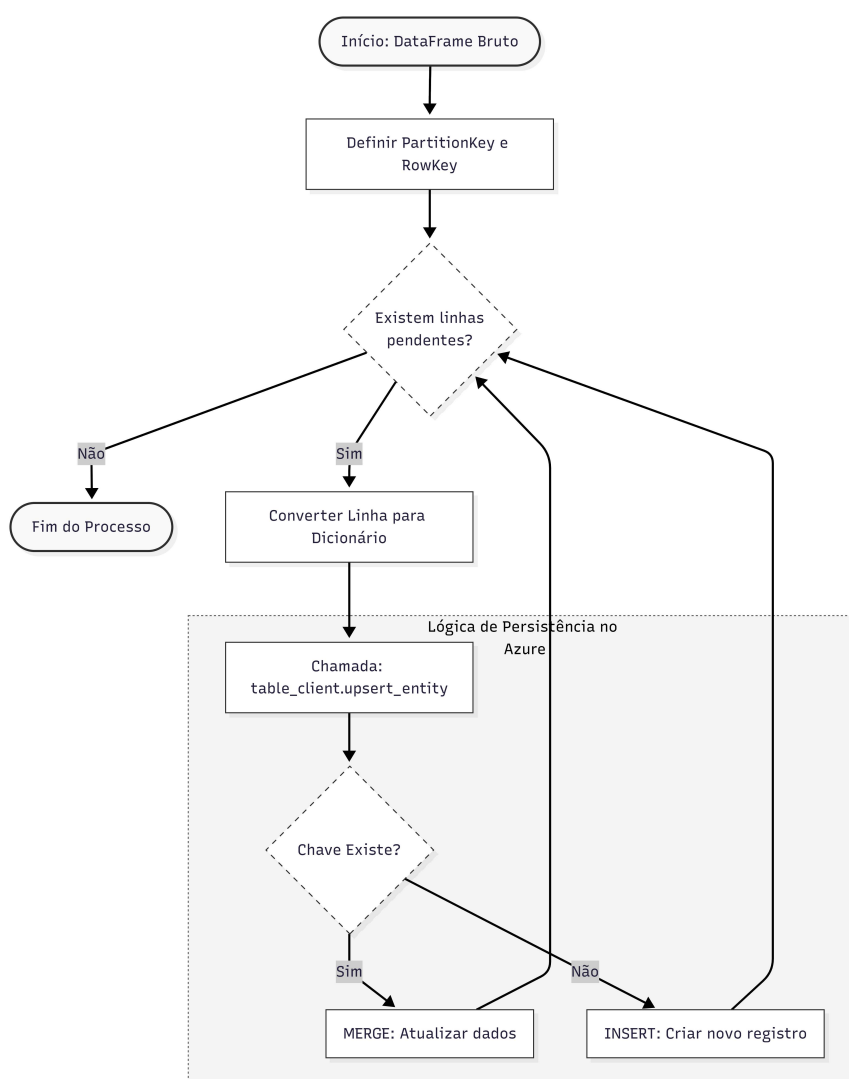 Início: DataFrame Bruto
Definir PartitionKey e
RowKey
Existem linhas
pendentes?
Não
Sim
Fim do Processo
Converter Linha para
Dicionário
Lógica de Persistência no
Azure
Chamada:
table_client.upsert_entity
Chave Existe?
Sim
Não
MERGE: Atualizar dados
INSERT: Criar novo registro